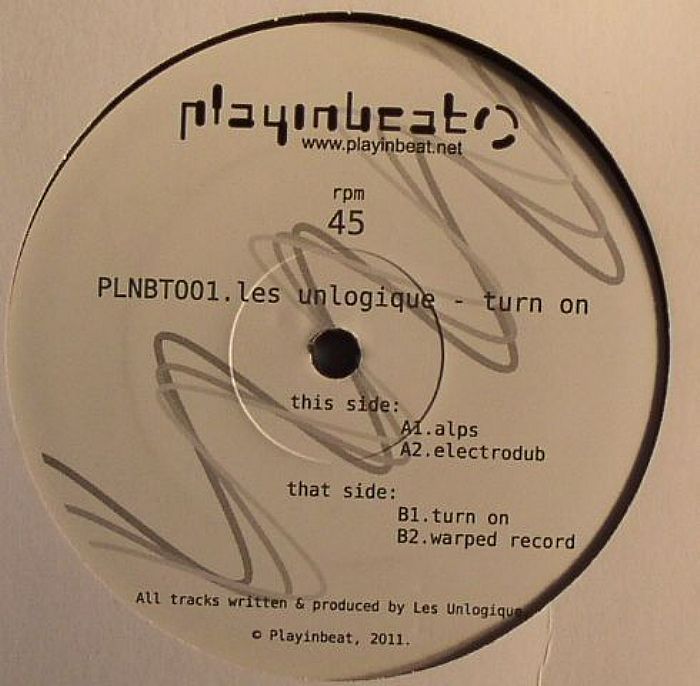 playinbeat
www.playinbeat.net
rpm
45
PLNBT001.les unlogique - turn on
this side:
A1.alps
A2.electrodub
that side:
B1.turn on
B2.warped record
All tracks written & produced by Les Unlogique.
© Playinbeat, 2011.